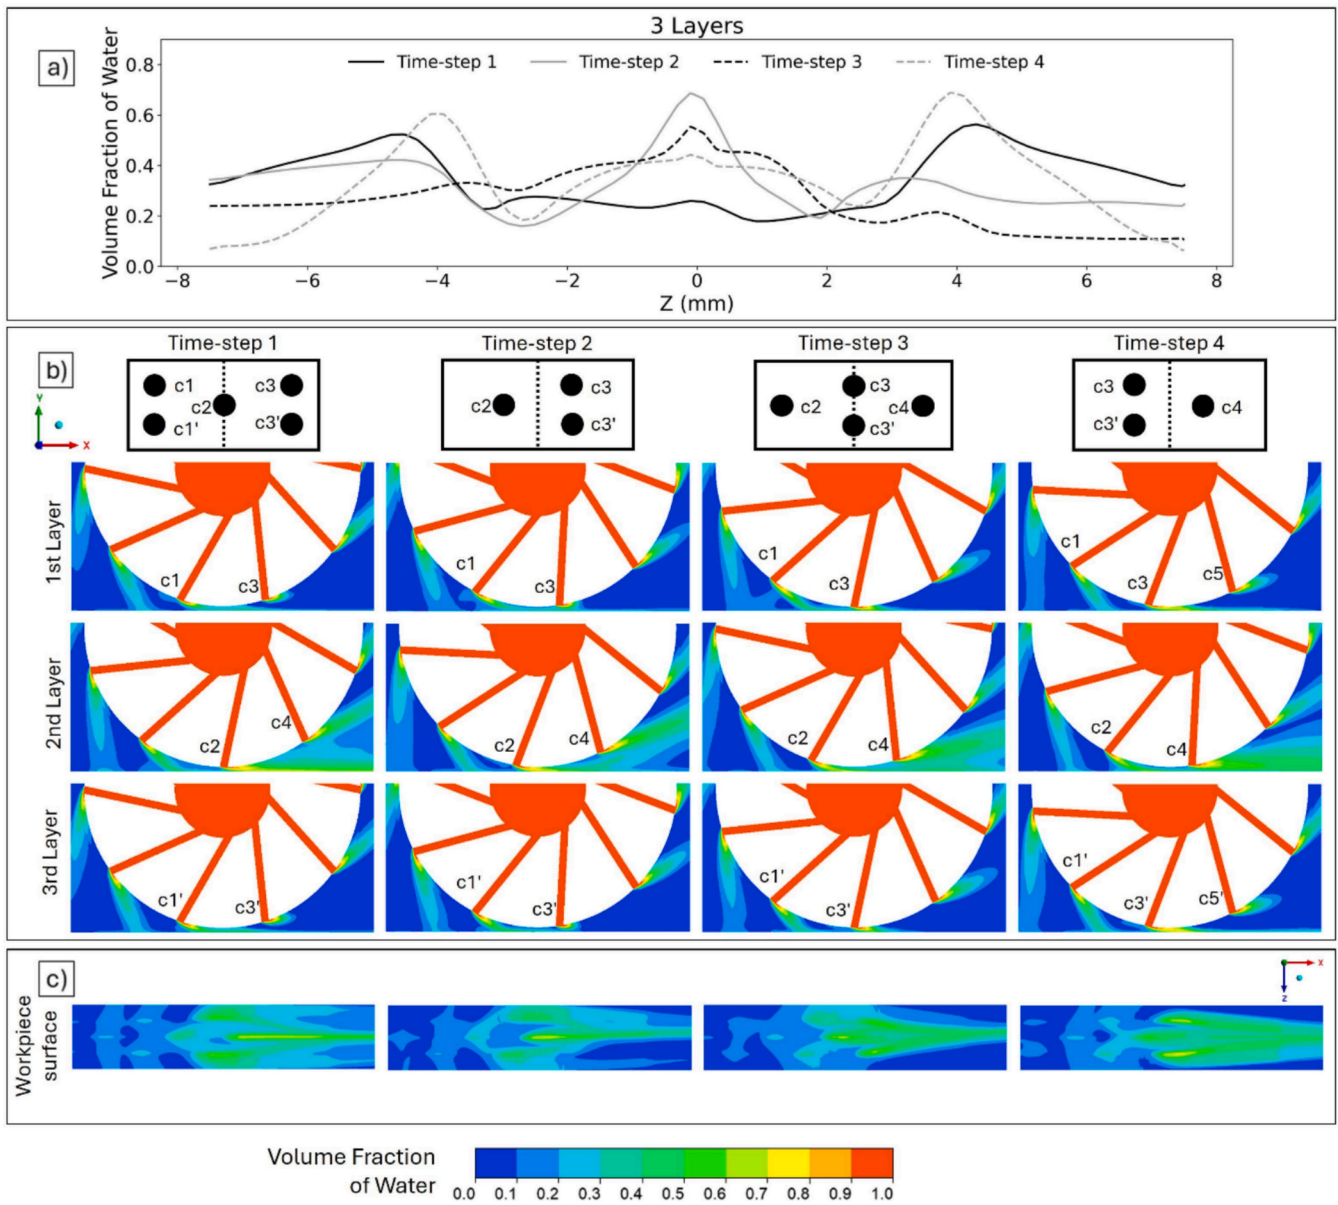 3 Layers
a)
Volume Fraction of Water
Time-step 1
Time-step 2
Time-step 3
Time-step 4
0.8
0.6
0.4
0.2
0.0
−8
−6
−4
−2
0
2
4
6
8
Z (mm)
b)
Time-step 1
Time-step 2
Time-step 3
Time-step 4
Y
X
c1
c3
c2
c1'
c3'
c2
c3
c3'
c3
c2
c4
c3'
c3
c3'
c4
1st Layer
c1
c3
c1
c3
c1
c3
c1
c3
c5
2nd Layer
c2
c4
c2
c4
c2
c4
c2
c4
3rd Layer
c1'
c3'
c1'
c3'
c1'
c3'
c1'
c3'
c5'
c)
X
Z
Workpiece
surface
Volume Fraction
of Water
0.0 0.1 0.2 0.3 0.4 0.5 0.6 0.7 0.8 0.9 1.0